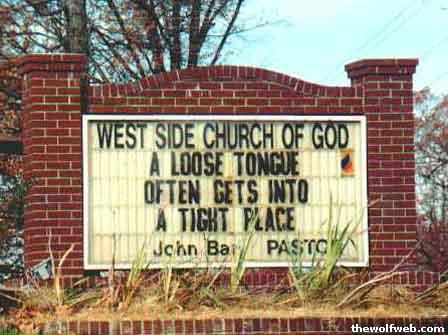 WEST SIDE CHURCH OF GOD
A LOOSE TONGUE
OFTEN GETS INTO
A TIGHT PLACE
John PASTOR
thewolfweb.com